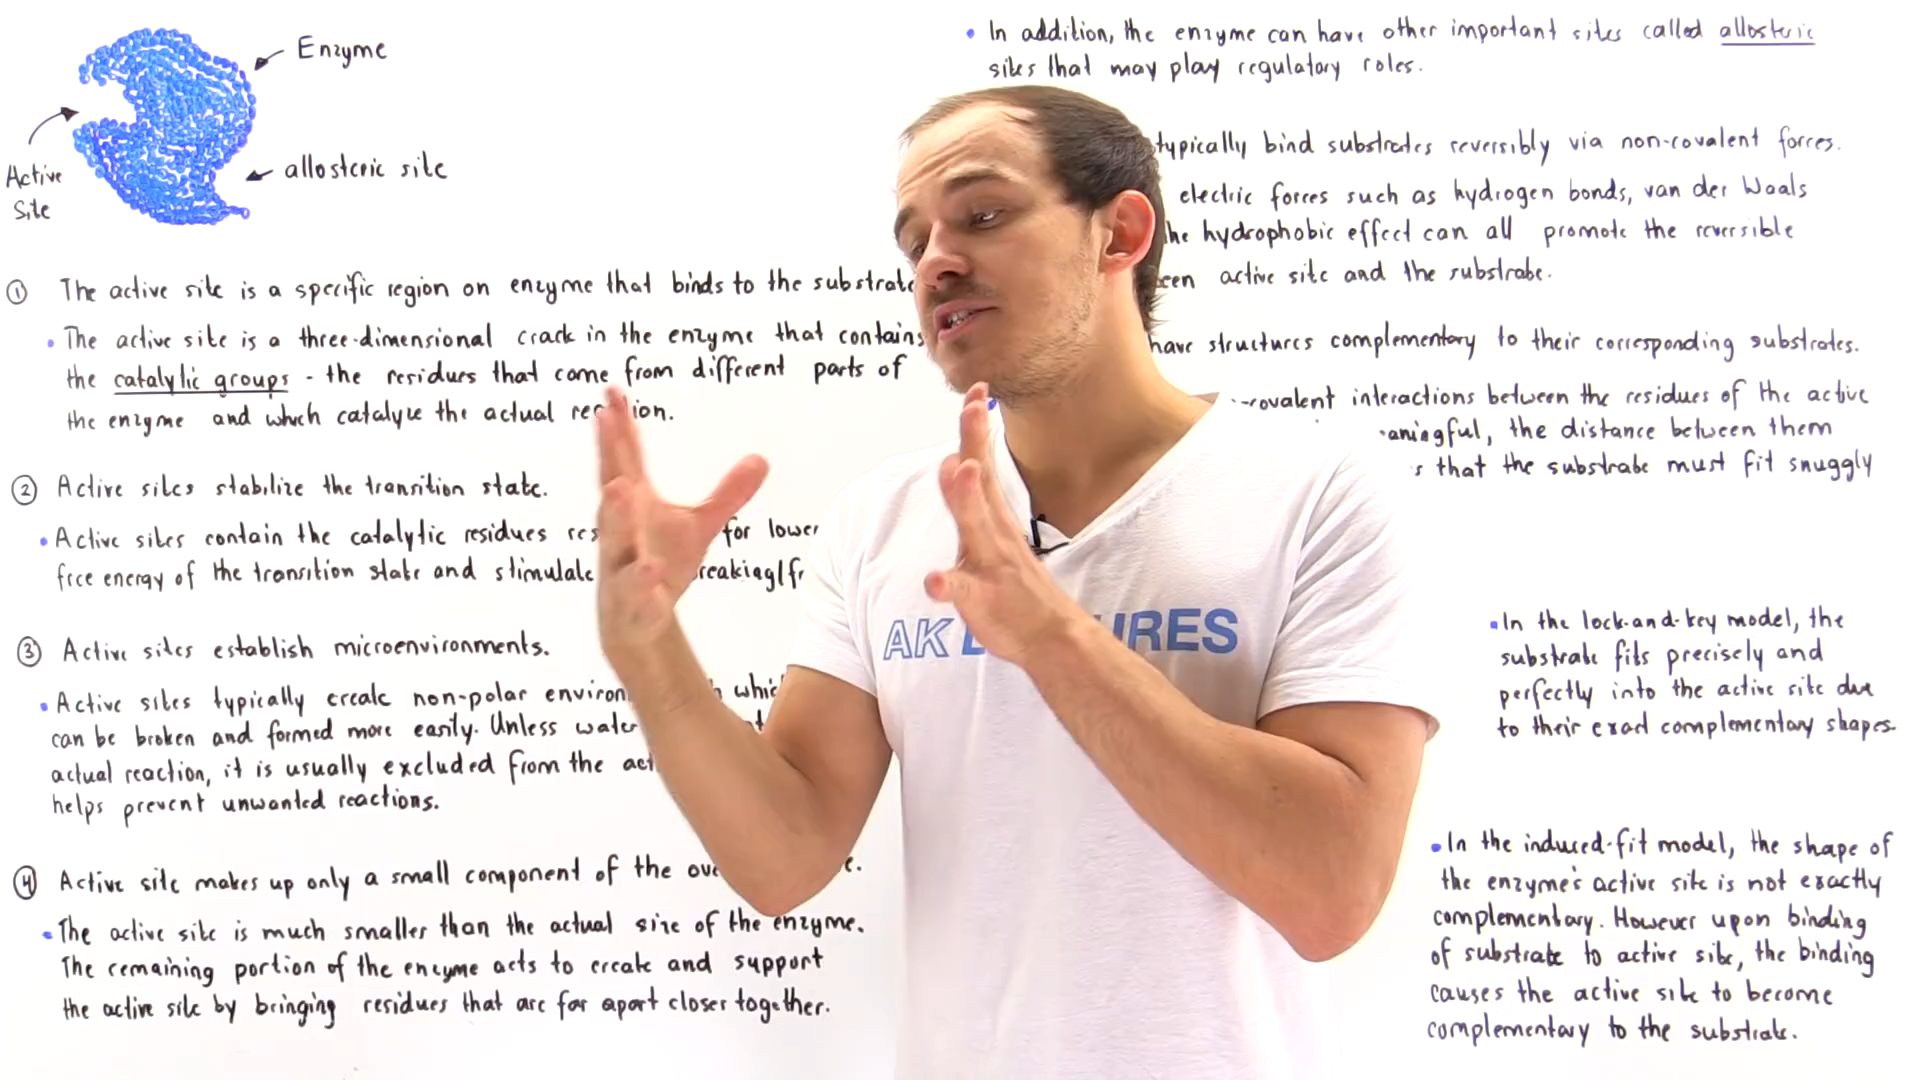 Enzyme
allosteric site
Active
Site
① The active site is a specific region on enzyme that binds to the substrate
• The active site is a three-dimensional crack in the enzyme that contains
the catalytic groups - the residues that come from different parts of
the enzyme and which catalyze the actual ion.
② Active sites stabilize the transition state.
• Active sites contain the catalytic residues res for lower
free energy of the transition state and stimulate reaking/f
③ Active sites establish microenvironments.
• Active sites typically create non-polar environ whic
can be broken and formed more easily. Unless water
actual reaction, it is usually excluded from the act
helps prevent unwanted reactions.
④ Active site makes up only a small component of the ove e.
• The active site is much smaller than the actual size of the enzyme.
The remaining portion of the enzyme acts to create and support
the active site by bringing residues that are far apart closer together.
• In addition, the enzyme can have other important sites called allosteric
sites that may play regulatory roles.
typically bind substrates reversibly via non-covalent forces.
electric forces such as hydrogen bonds, van der Waals
he hydrophobic effect can all promote the reversible
een active site and the substrate.
have structures complementary to their corresponding substrates.
-covalent interactions between the residues of the active
aningful, the distance between them
s that the substrate must fit snuggly
• In the lock-and-key model, the
substrate fits precisely and
perfectly into the active site due
to their exact complementary shapes.
• In the induced-fit model, the shape of
the enzyme's active site is not exactly
complementary. However upon binding
of substrate to active site, the binding
causes the active site to become
complementary to the substrate.
AK URES